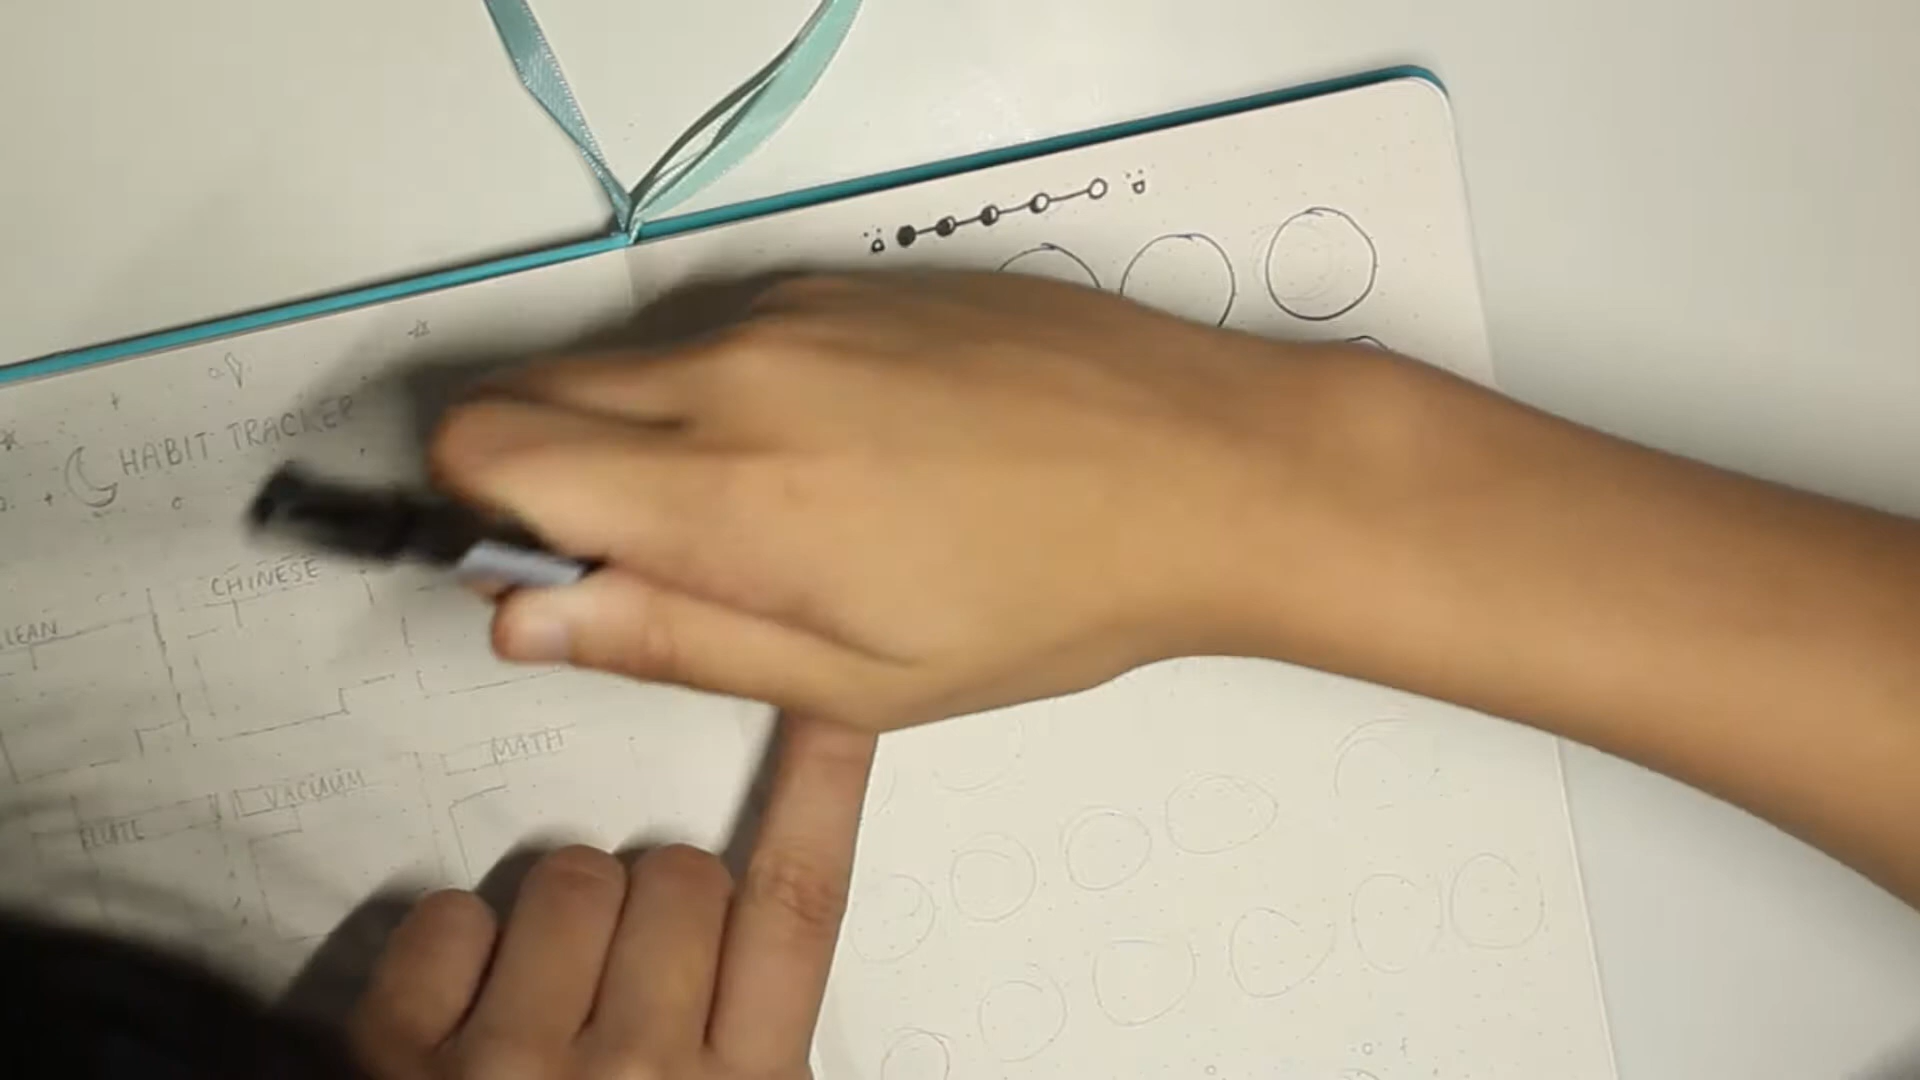 HABIT TRACKER
CHINESE
LEAN
MATH
VACUUM
FLUTE